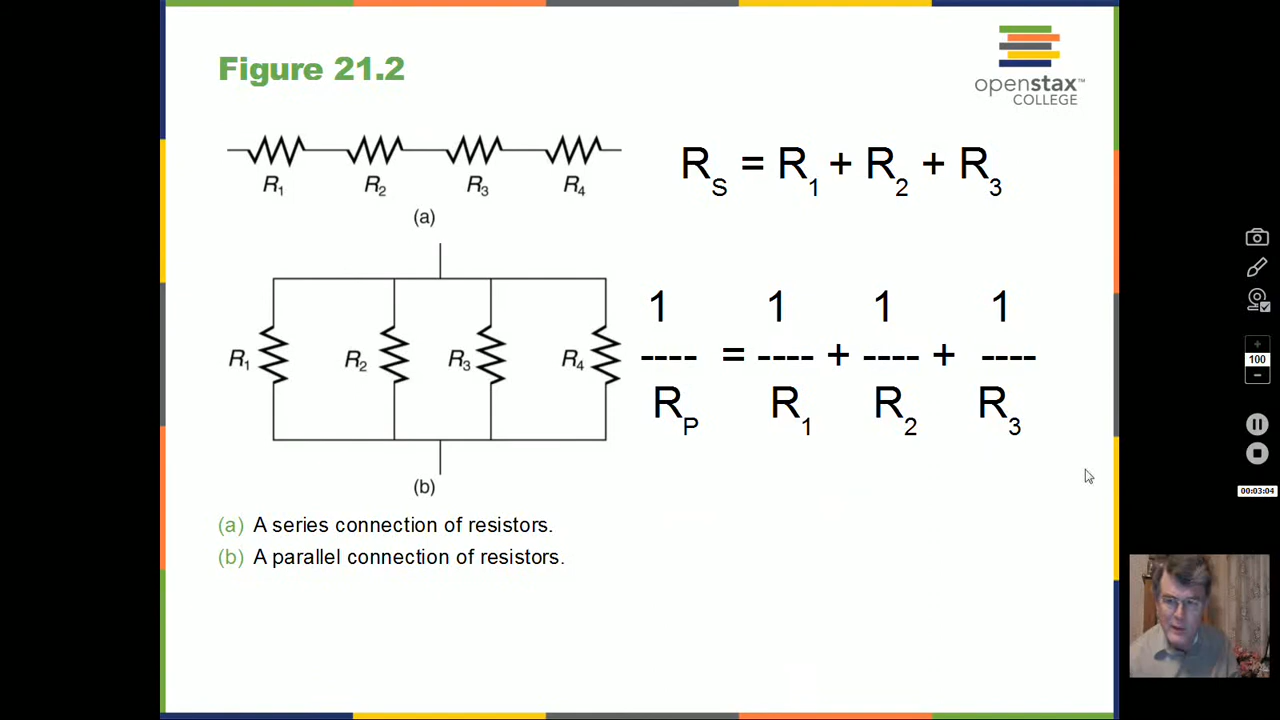 Figure 21.2
openstax™
COLLEGE
R1 R2 R3 R4
(a)
RS = R1 + R2 + R3
R1 R2 R3 R4
1 1 1 1
---- = ---- + ---- + ----
RP R1 R2 R3
(b)
(a) A series connection of resistors.
(b) A parallel connection of resistors.
+
100
-
00:03:04